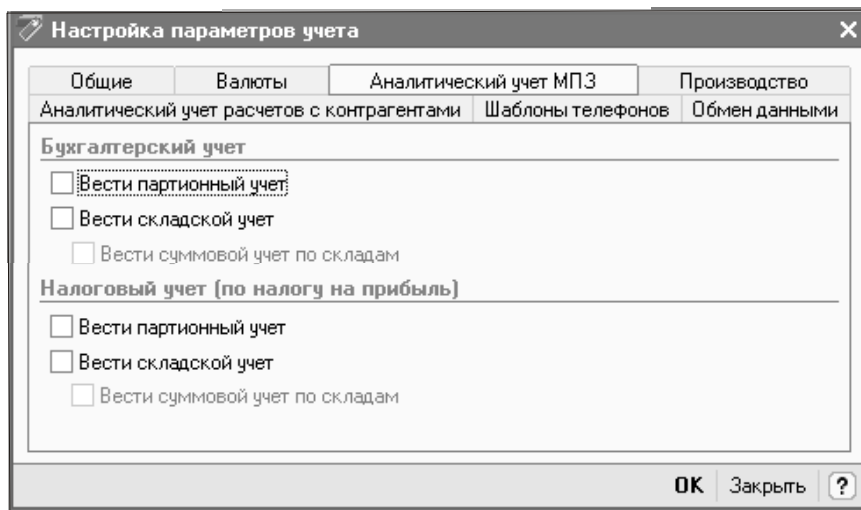 Настройка параметров учета
Общие Валюты Аналитический учет МПЗ Производство
Аналитический учет расчетов с контрагентами Шаблоны телефонов Обмен данными
Бухгалтерский учет
Вести партионный учет
Вести складской учет
Вести суммовой учет по складам
Налоговый учет (по налогу на прибыль)
Вести партионный учет
Вести складской учет
Вести суммовой учет по складам
OK Закрыть ?